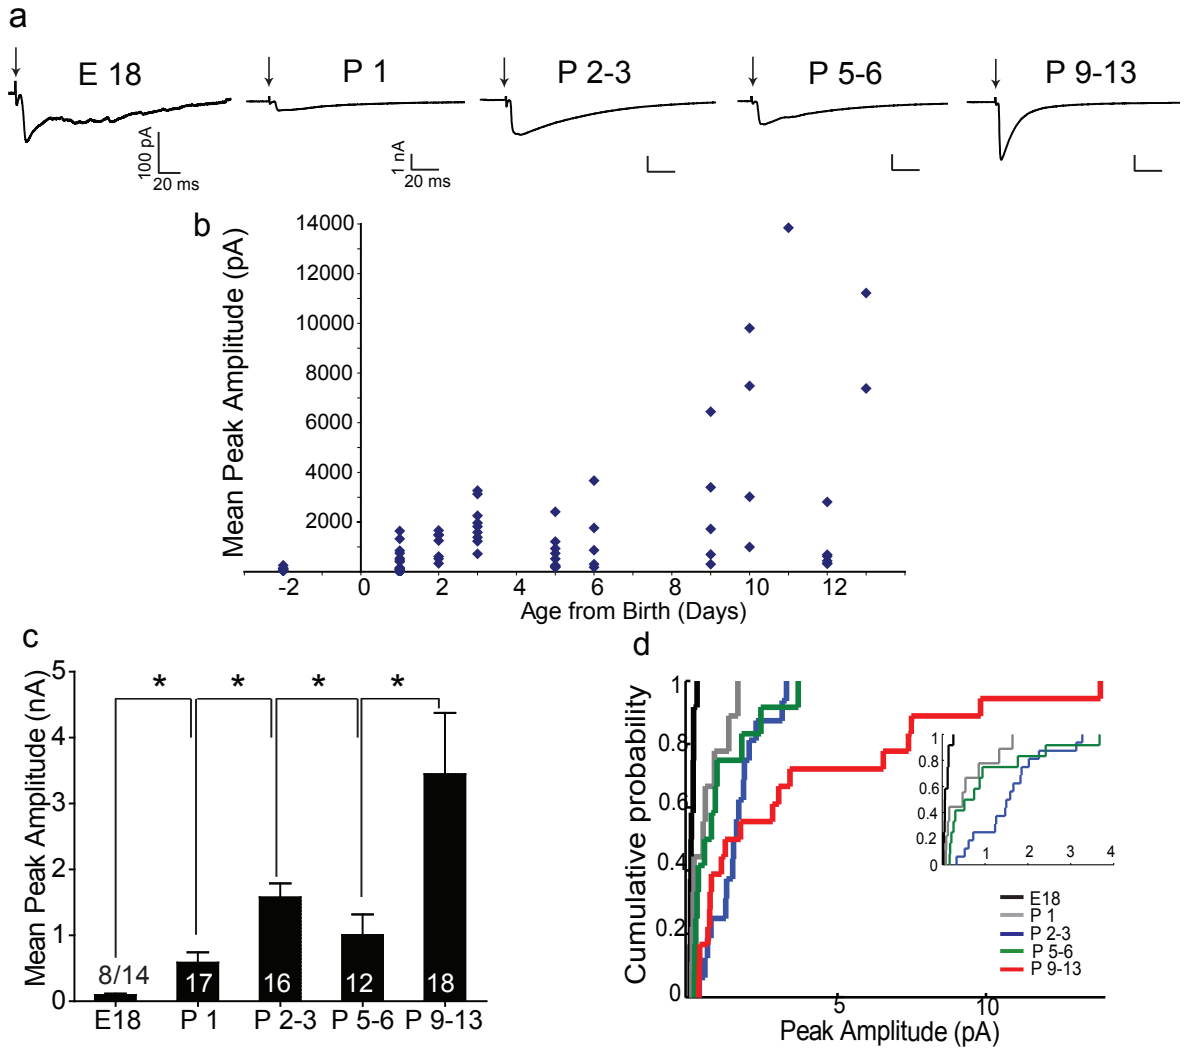 a
E 18
P 1
P 2-3
P 5-6
P 9-13
100 pA
20 ms
1 nA
20 ms
b
Mean Peak Amplitude (pA)
14000
12000
10000
8000
6000
4000
2000
-2 0 2 4 6 8 10 12
Age from Birth (Days)
c
Mean Peak Amplitude (nA)
5
4
3
2
1
0
* * * *
8/14 17 16 12 18
E18 P 1 P 2-3 P 5-6 P 9-13
d
Cumulative probability
1
0.8
0.6
0.4
0.2
0
5 10
Peak Amplitude (pA)
1
0.8
0.6
0.4
0.2
0
1 2 3 4
E18
P 1
P 2-3
P 5-6
P 9-13